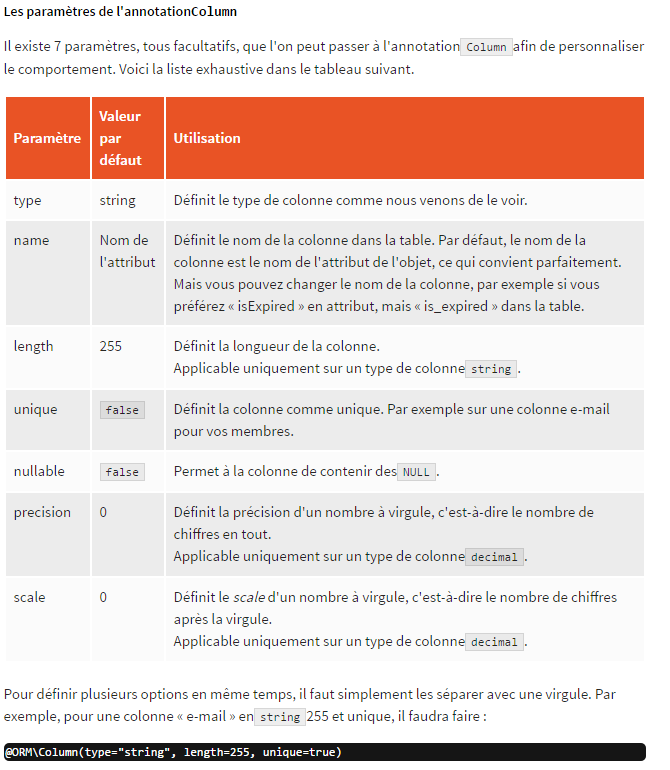 Les paramètres de l'annotationColumn
Il existe 7 paramètres, tous facultatifs, que l'on peut passer à l'annotation Column afin de personnaliser
le comportement. Voici la liste exhaustive dans le tableau suivant.
Paramètre
Valeur
par
défaut
Utilisation
type
string
Définit le type de colonne comme nous venons de le voir.
name
Nom de
l'attribut
Définit le nom de la colonne dans la table. Par défaut, le nom de la
colonne est le nom de l'attribut de l'objet, ce qui convient parfaitement.
Mais vous pouvez changer le nom de la colonne, par exemple si vous
préférez « isExpired » en attribut, mais « is_expired » dans la table.
length
255
Définit la longueur de la colonne.
Applicable uniquement sur un type de colonne string .
unique
false
Définit la colonne comme unique. Par exemple sur une colonne e-mail
pour vos membres.
nullable
false
Permet à la colonne de contenir des NULL .
precision
0
Définit la précision d'un nombre à virgule, c'est-à-dire le nombre de
chiffres en tout.
Applicable uniquement sur un type de colonne decimal .
scale
0
Définit le scale d'un nombre à virgule, c'est-à-dire le nombre de chiffres
après la virgule.
Applicable uniquement sur un type de colonne decimal .
Pour définir plusieurs options en même temps, il faut simplement les séparer avec une virgule. Par
exemple, pour une colonne « e-mail » en string 255 et unique, il faudra faire :
@ORM\Column(type="string", length=255, unique=true)